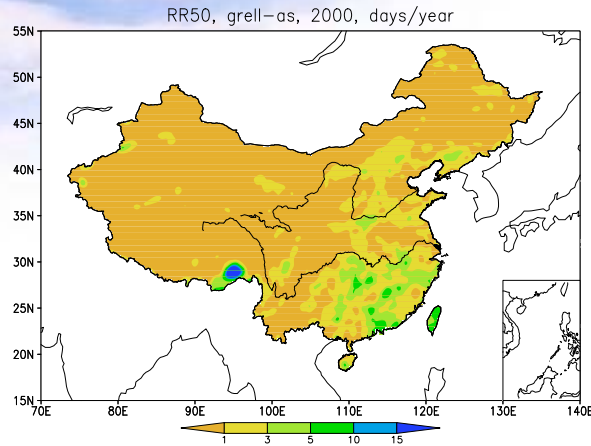 RR50, grell-as, 2000, days/year
55N
50N
45N
40N
35N
30N
25N
20N
15N
70E 80E 90E 100E 110E 120E 130E 140E
1 3 5 10 15